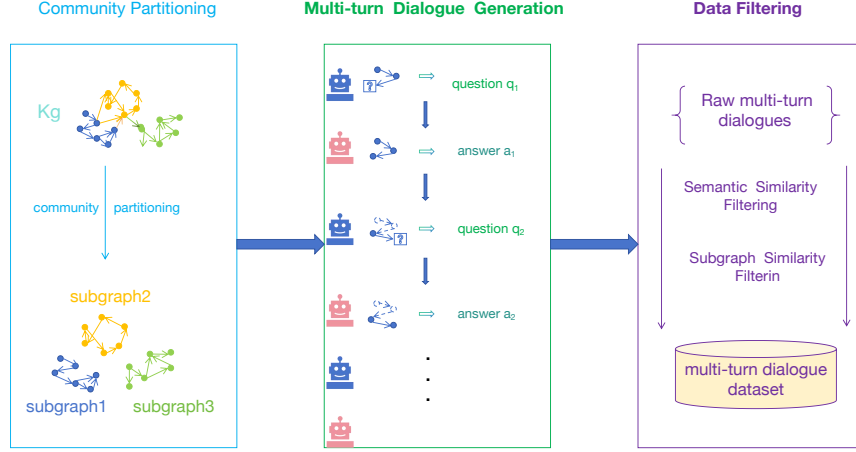 Community Partitioning
Kg
community partitioning
subgraph2
subgraph1
subgraph3
Multi-turn Dialogue Generation
?
question q1
answer a1
?
question q2
answer a2
.
.
.
Data Filtering
Raw multi-turn
dialogues
Semantic Similarity
Filtering
Subgraph Similarity
Filterin
multi-turn dialogue
dataset